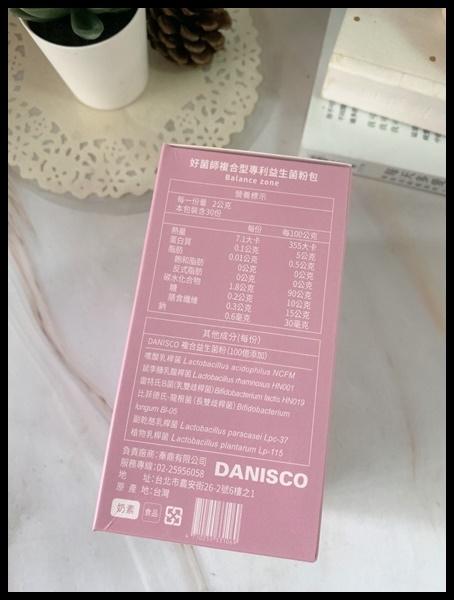 好菌師複合型專利益生菌粉包
Balance zone
營養標示
每一份量 2公克
本包裝含30份
每份 每100公克
熱量 7.1大卡 355大卡
蛋白質 0.1公克 5公克
脂肪 0.01公克 0.5公克
飽和脂肪 0公克 0公克
反式脂肪 0公克 0公克
碳水化合物 1.8公克 90公克
糖 0.2公克 10公克
膳食纖維 0.3公克 15公克
鈉 0.6毫克 30毫克
其他成分(每份)
DANISCO 複合益生菌粉(100億添加)
嗜酸乳桿菌 Lactobacillus acidophilus NCFM
鼠李糖乳酸桿菌 Lactobacillus rhamnosus HN001
雷特氏B菌(乳雙歧桿菌) Bifidobacterium lactis HN019
比菲德氏-龍根菌(長雙歧桿菌) Bifidobacterium
longum Bl-05
副乾酪乳桿菌 Lactobacillus paracasei Lpc-37
植物乳桿菌 Lactobacillus plantarum Lp-115
負責廠商:泰鼎有限公司
服務專線:02-25956058
地 址:台北市農安街26-2號6樓之1
原 產 地:台灣
DANISCO
奶素 食品